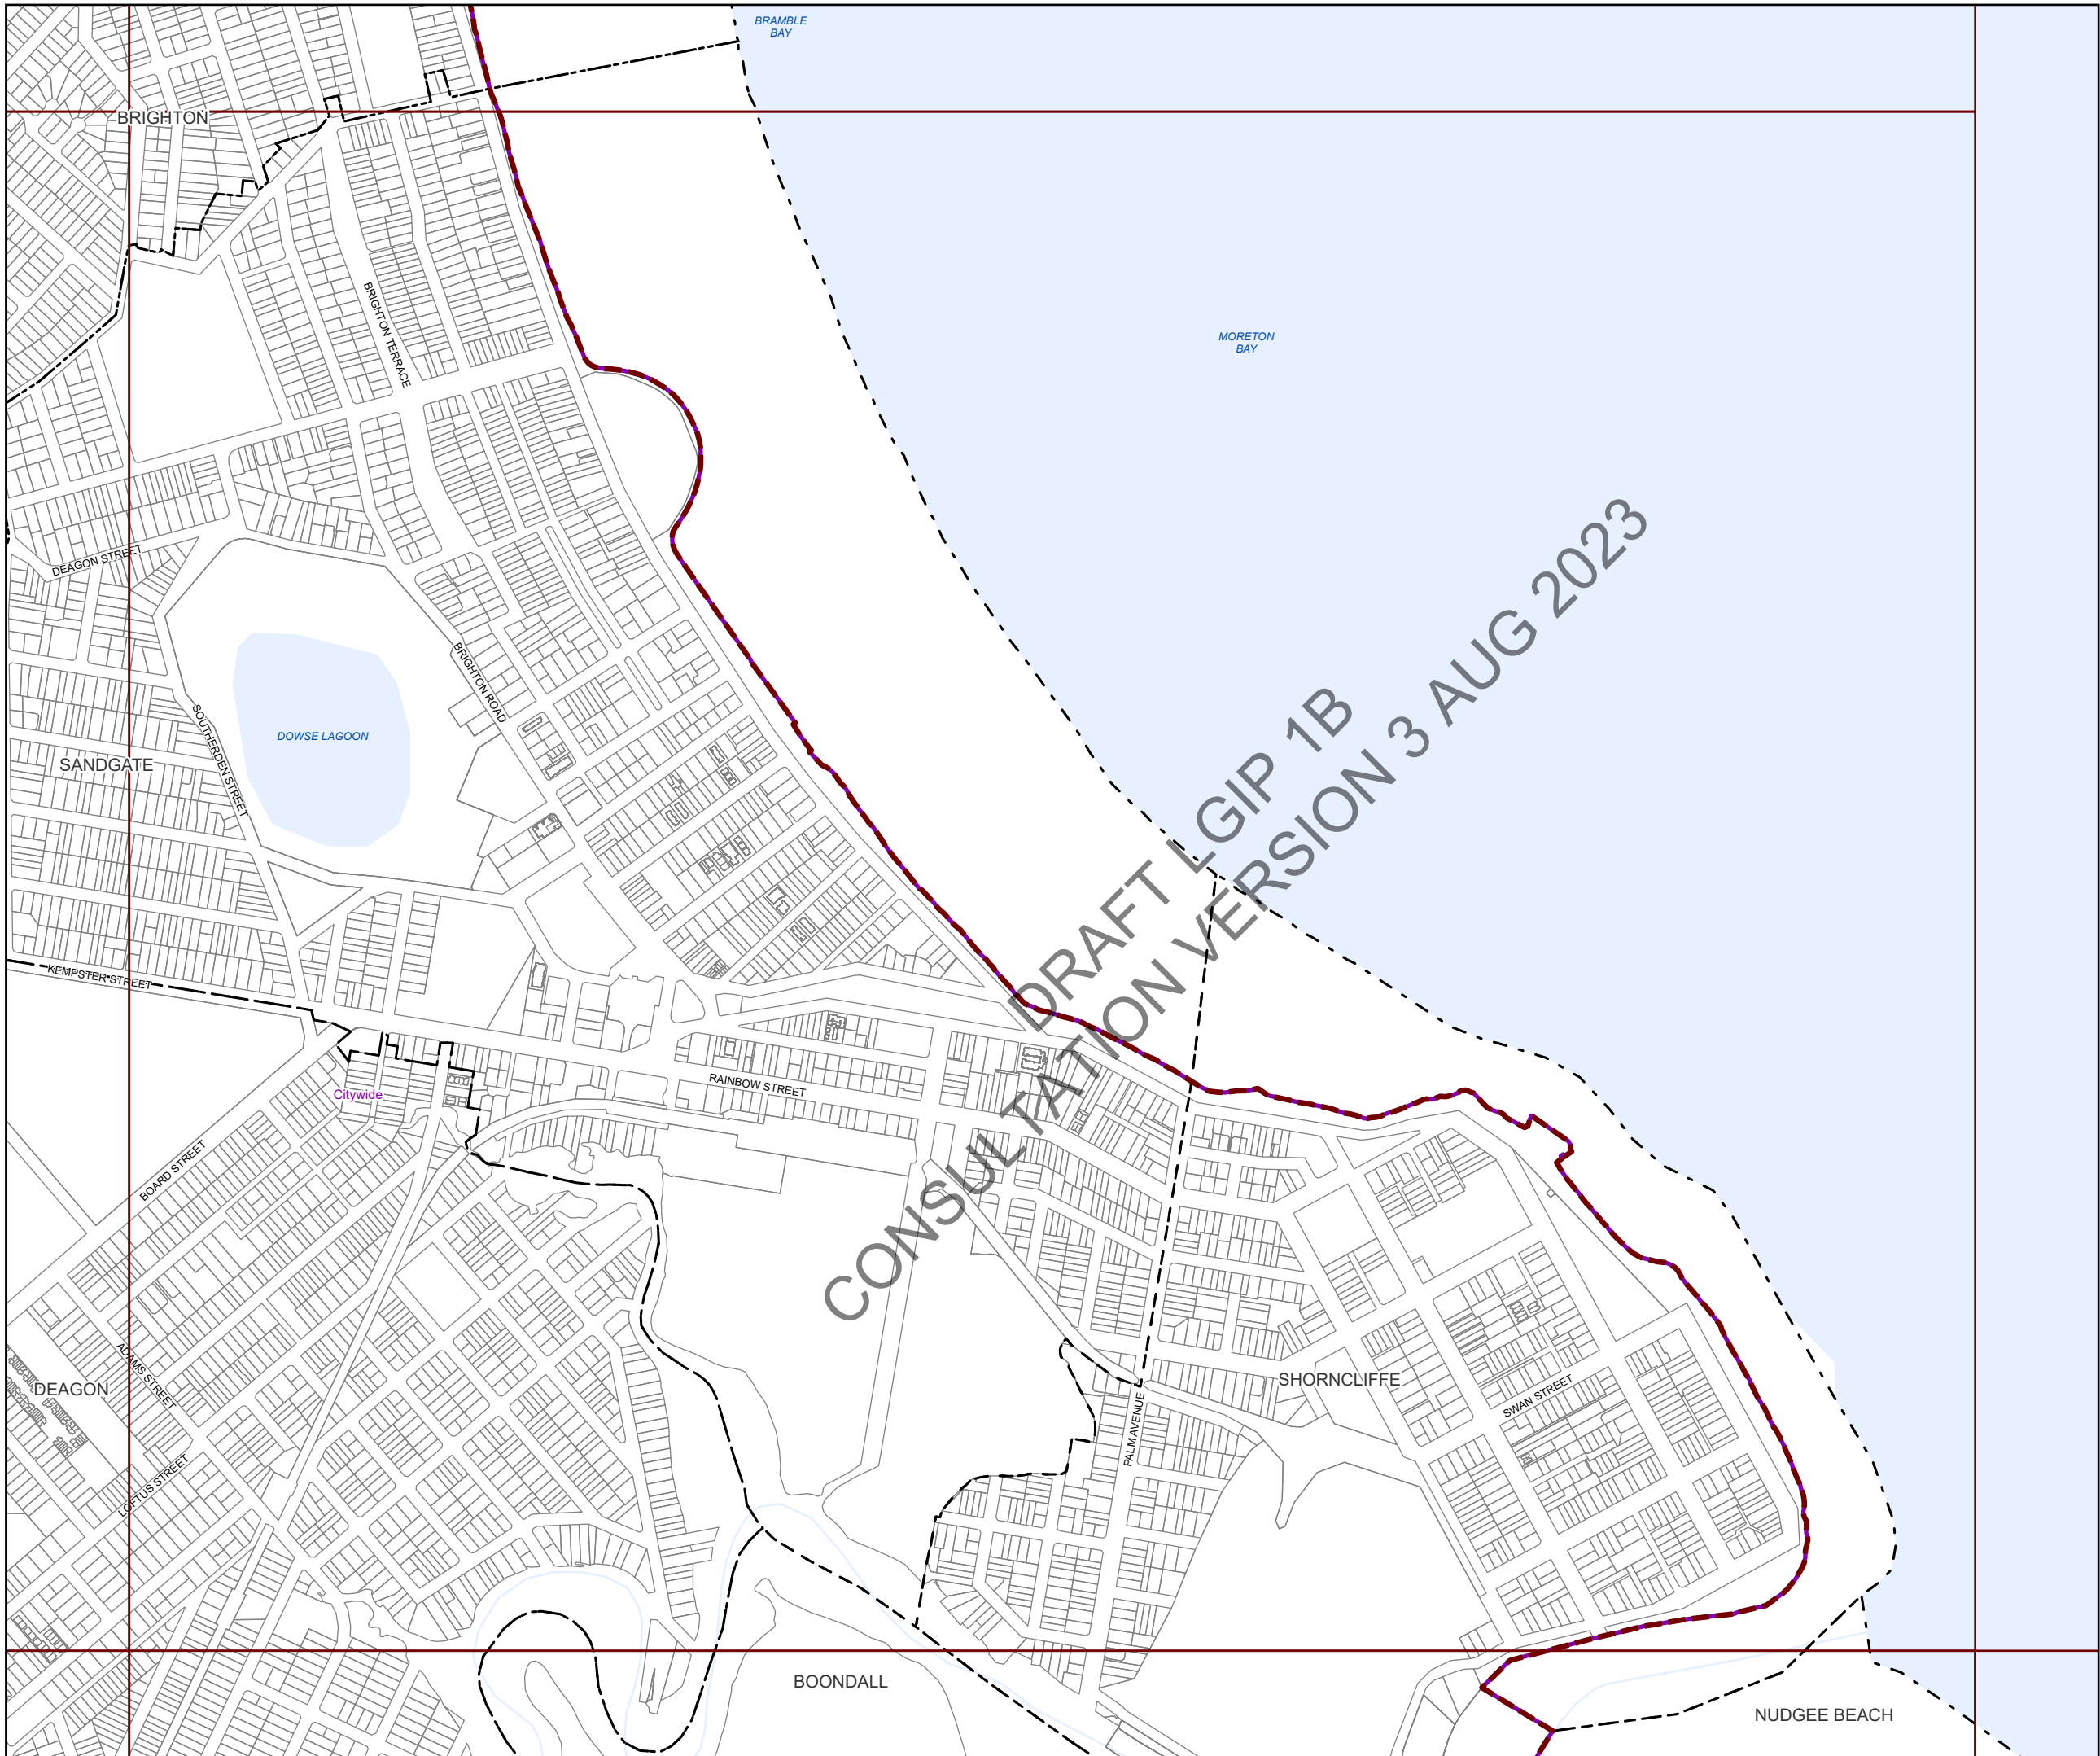 BRAMBLE
BAY
BRIGHTON
BRIGHTON TERRACE
MORETON
BAY
DEAGON STREET
BRIGHTON ROAD
SOUTHERDEN STREET
DOWSE LAGOON
SANDGATE
KEMPSTER STREET
DRAFT LGIP 1B
CONSULTATION VERSION 3 AUG 2023
RAINBOW STREET
Citywide
BOARD STREET
ADAMS STREET
DEAGON
SHORNCLIFFE
SWAN STREET
PALM AVENUE
LOFTUS STREET
BOONDALL
NUDGEE BEACH